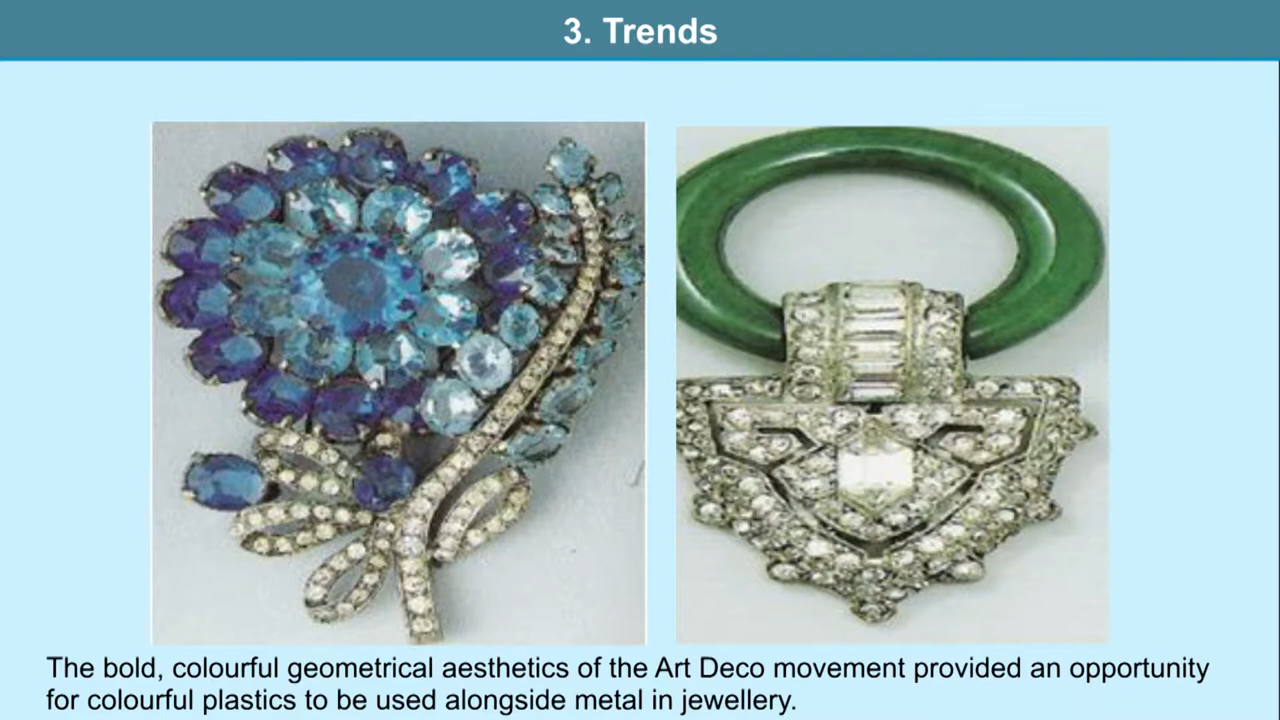 3. Trends
The bold, colourful geometrical aesthetics of the Art Deco movement provided an opportunity
for colourful plastics to be used alongside metal in jewellery.